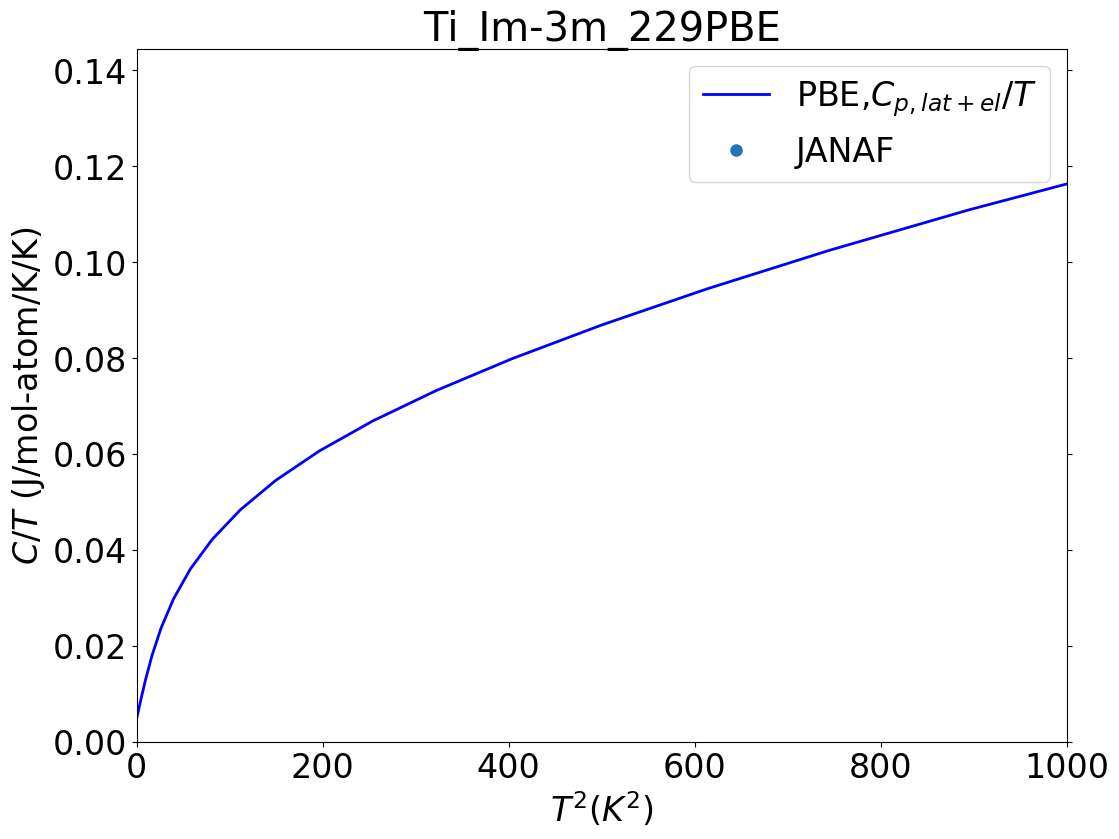 Ti_Im-3m_229PBE
PBE,C_{p,lat+el}/T
JANAF
C/T (J/mol-atom/K/K)
0.14
0.12
0.10
0.08
0.06
0.04
0.02
0.00
0 200 400 600 800 1000
T^2(K^2)